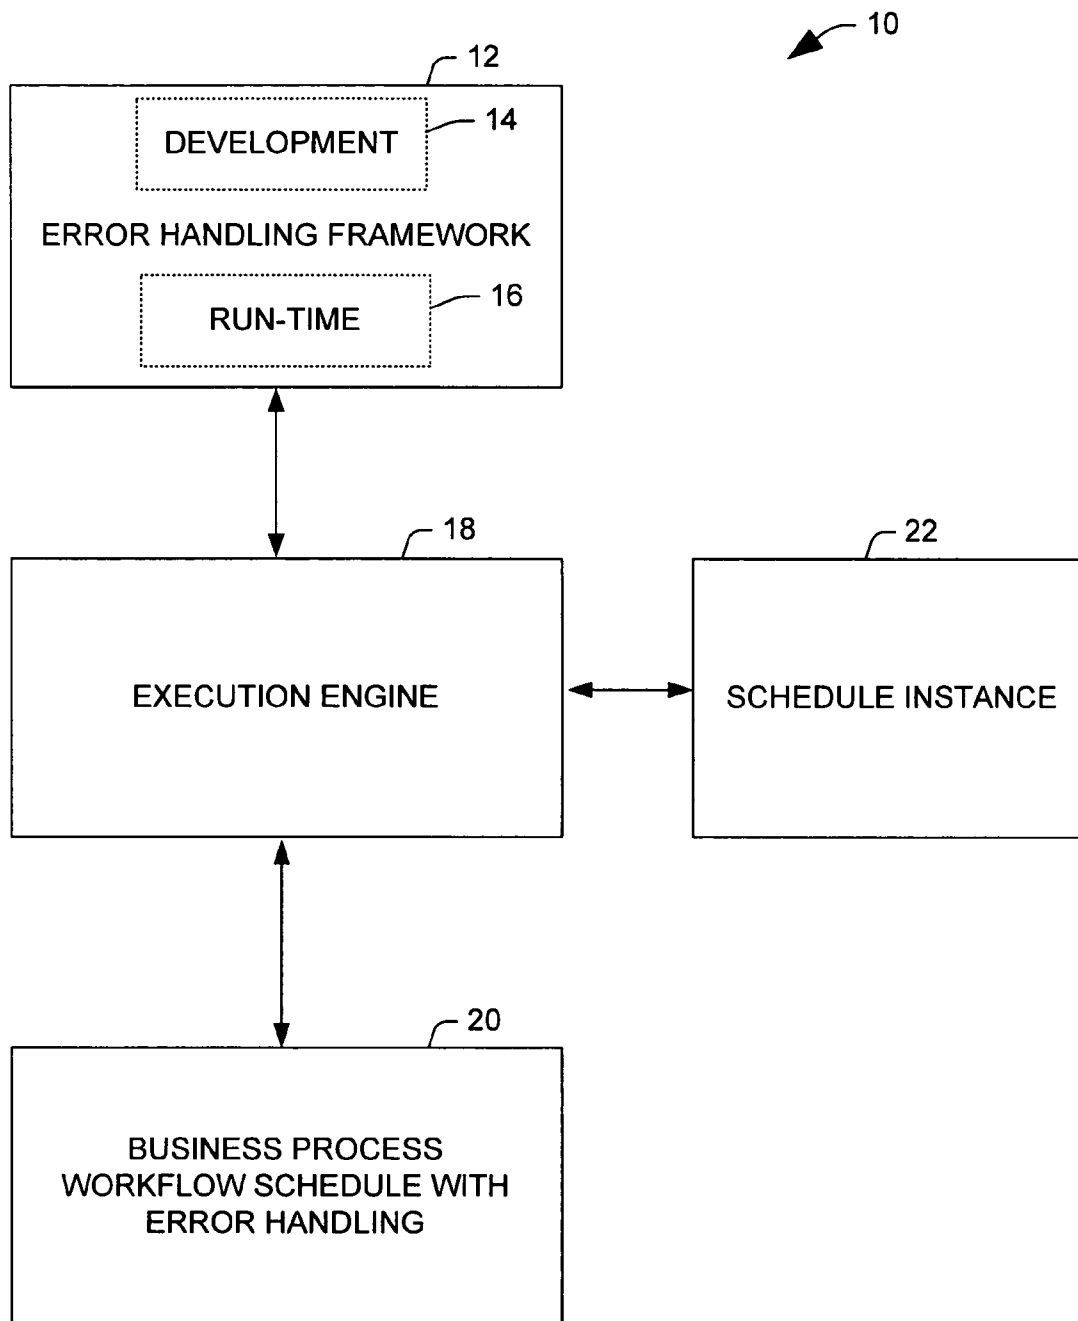 10
12
DEVELOPMENT
14
ERROR HANDLING FRAMEWORK
RUN-TIME
16
18
EXECUTION ENGINE
22
SCHEDULE INSTANCE
20
BUSINESS PROCESS
WORKFLOW SCHEDULE WITH
ERROR HANDLING